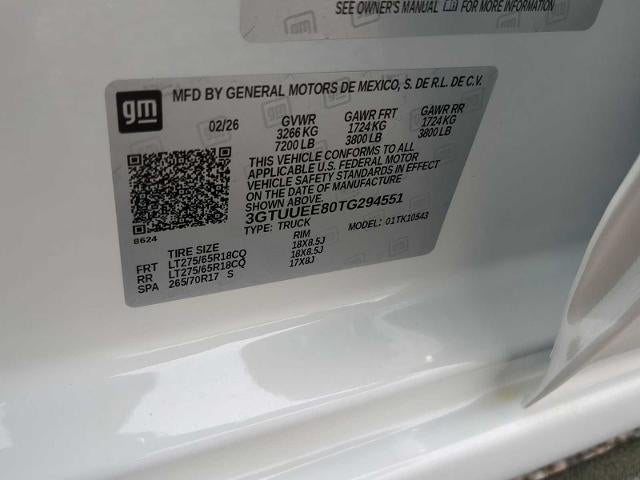 SEE OWNER'S MANUAL FOR MORE INFORMATION
gm
MFD BY GENERAL MOTORS DE MEXICO, S. DE R.L. DE C.V.
02/26 GVWR GAWR FRT GAWR RR
3266 KG 1724 KG 1724 KG
7200 LB 3800 LB 3800 LB
THIS VEHICLE CONFORMS TO ALL
APPLICABLE U.S. FEDERAL MOTOR
VEHICLE SAFETY STANDARDS IN EFFECT
ON THE DATE OF MANUFACTURE
SHOWN ABOVE.
3GTUUEE80TG294551
TYPE: TRUCK MODEL: 01TK10543
8624
TIRE SIZE RIM
FRT LT275/65R18CQ 18X8.5J
RR LT275/65R18CQ 18X8.5J
SPA 265/70R17 S 17X8J